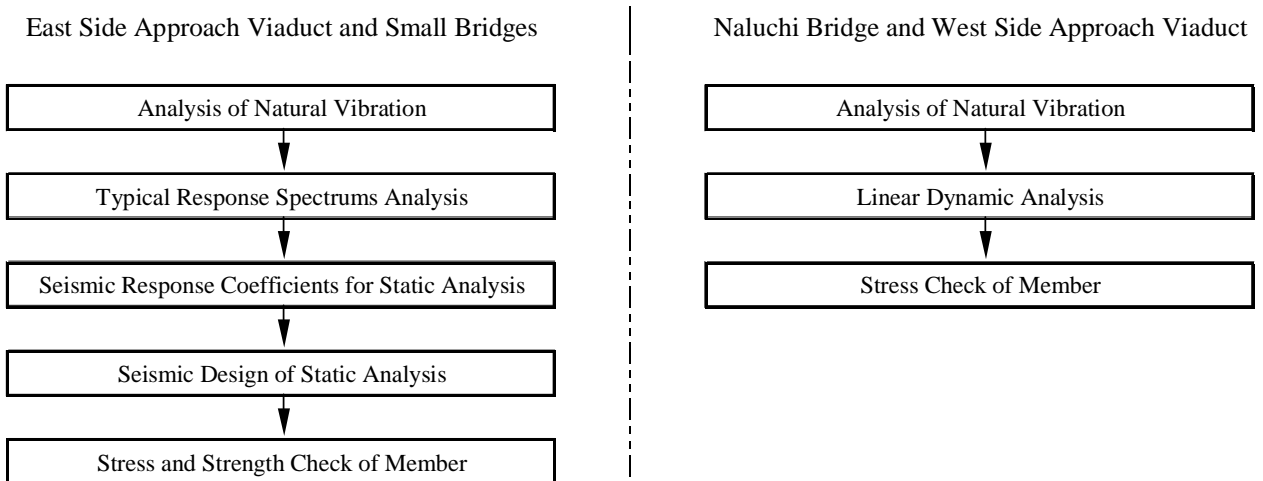 East Side Approach Viaduct and Small Bridges
Analysis of Natural Vibration
Typical Response Spectrums Analysis
Seismic Response Coefficients for Static Analysis
Seismic Design of Static Analysis
Stress and Strength Check of Member
Naluchi Bridge and West Side Approach Viaduct
Analysis of Natural Vibration
Linear Dynamic Analysis
Stress Check of Member